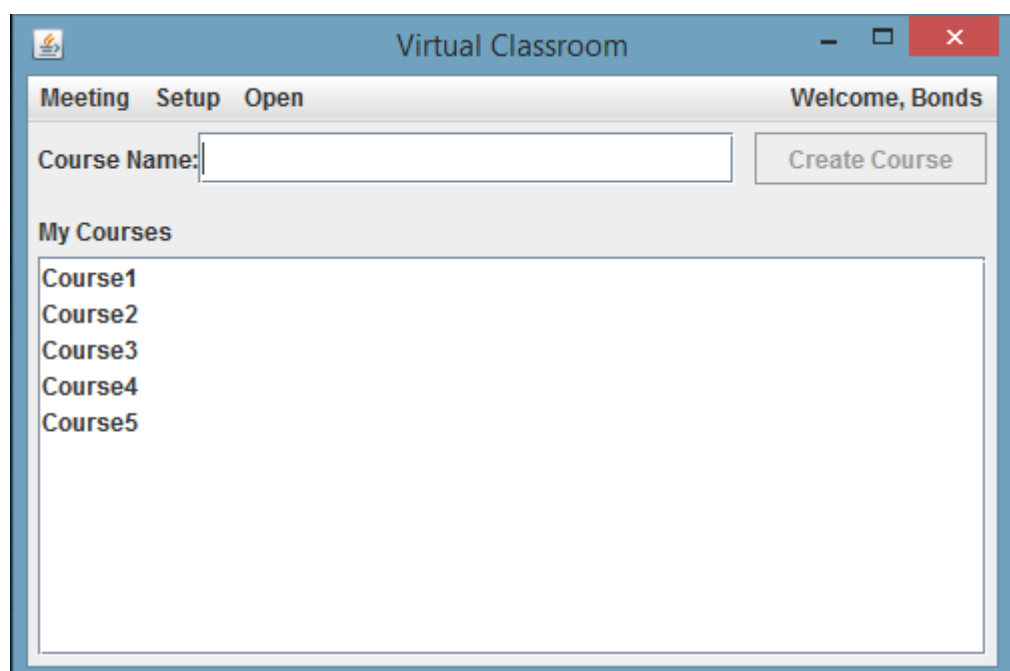 Virtual Classroom
Meeting Setup Open Welcome, Bonds
Course Name: Create Course
My Courses
Course1
Course2
Course3
Course4
Course5